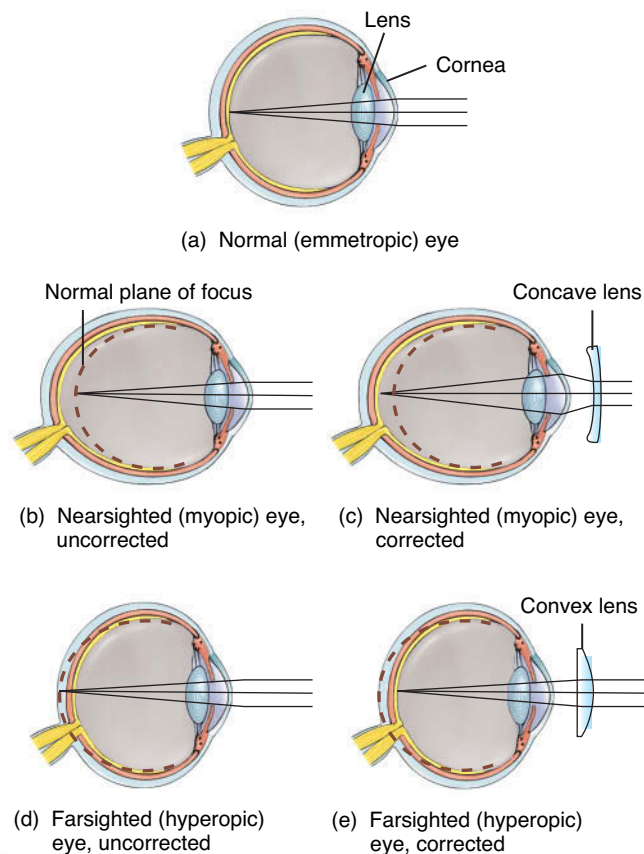 Lens
Cornea
(a) Normal (emmetropic) eye
Normal plane of focus
Concave lens
(b) Nearsighted (myopic) eye,
uncorrected
(c) Nearsighted (myopic) eye,
corrected
Convex lens
(d) Farsighted (hyperopic)
eye, uncorrected
(e) Farsighted (hyperopic)
eye, corrected